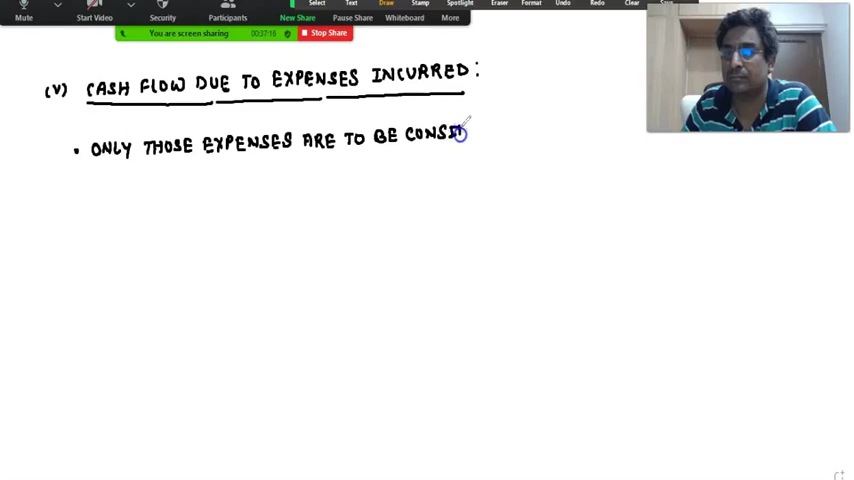 Select Text Draw Stamp Spotlight Eraser Format Undo Redo Clear Save
Mute Start Video Security Participants New Share Pause Share Whiteboard More
You are screen sharing 00:37:16 Stop Share
(V) CASH FLOW DUE TO EXPENSES INCURRED:
• ONLY THOSE EXPENSES ARE TO BE CONSI